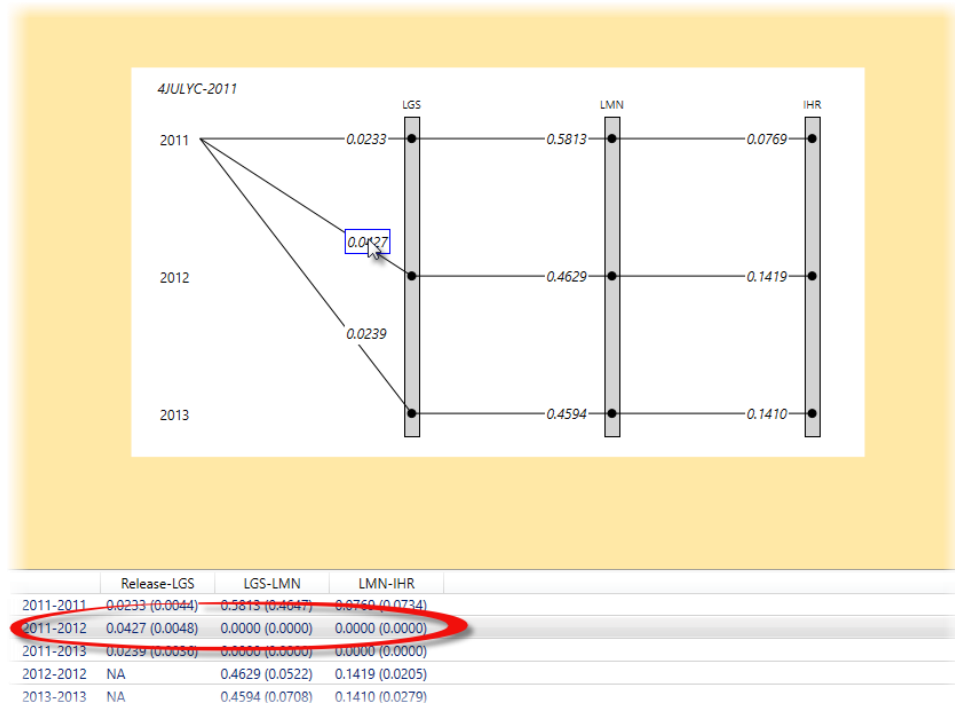 4JULYC-2011
LGS LMN IHR
2011 0.0233 0.5813 0.0769
0.0427
2012 0.4629 0.1419
0.0239
2013 0.4594 0.1410
Release-LGS LGS-LMN LMN-IHR
2011-2011 0.0233 (0.0044) 0.5813 (0.4647) 0.0769 (0.0734)
2011-2012 0.0427 (0.0048) 0.0000 (0.0000) 0.0000 (0.0000)
2011-2013 0.0239 (0.0036) 0.0000 (0.0000) 0.0000 (0.0000)
2012-2012 NA 0.4629 (0.0522) 0.1419 (0.0205)
2013-2013 NA 0.4594 (0.0708) 0.1410 (0.0279)